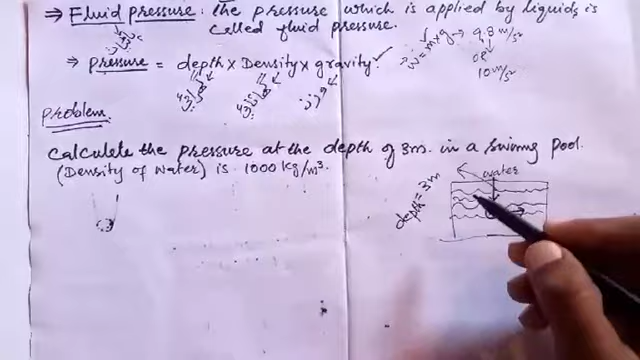 ⇒ Fluid pressure: The pressure which is applied by liquids is
called fluid pressure.
⇒ pressure = depth x Density x gravity. ✓
w = m x g → 9.8 m/s²
OR
10 m/s²
problem.
Calculete the pressure at the depth of 3m. in a swiming pool.
(Density of water) is 1000 kg/m³.
water
depth = 3m